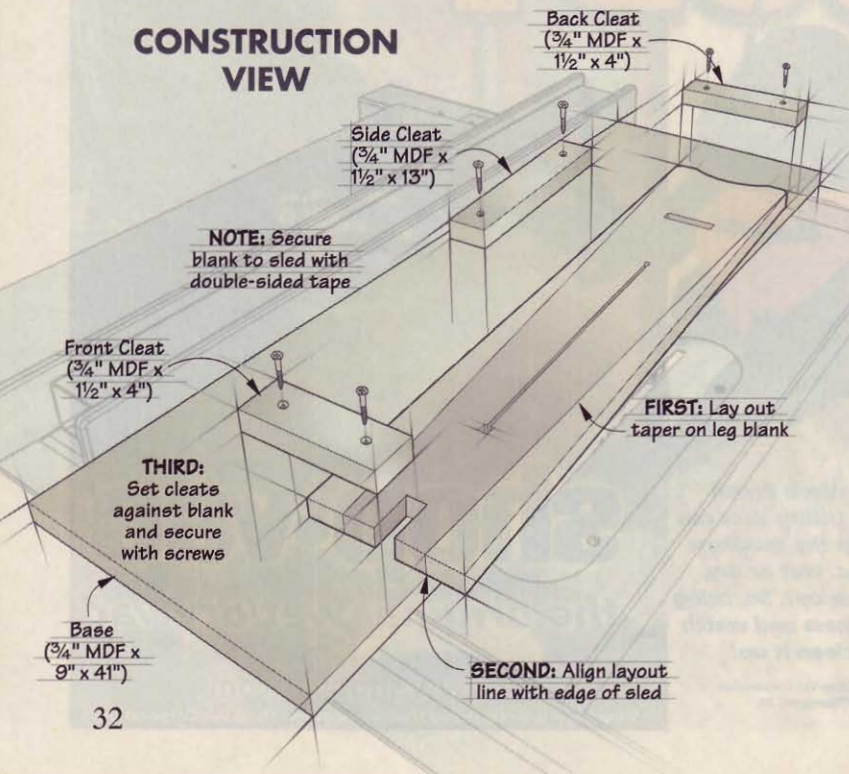 CONSTRUCTION
VIEW
Back Cleat
(3/4" MDF x
1½" x 4")
Side Cleat
(3/4" MDF x
1½" x 13")
NOTE: Secure
blank to sled with
double-sided tape
Front Cleat
(3/4" MDF x
1½" x 4")
FIRST: Lay out
taper on leg blank
THIRD:
Set cleats
against blank
and secure
with screws
Base
(3/4" MDF x
9" x 41")
SECOND: Align layout
line with edge of sled
32